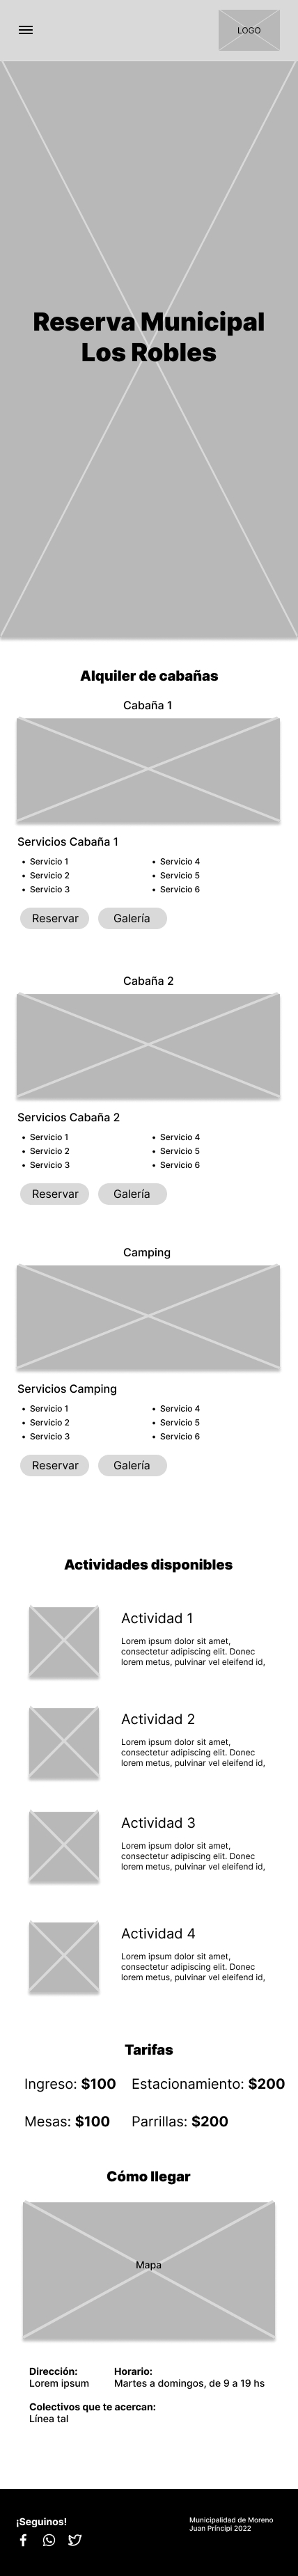 LOGO
Reserva Municipal
Los Robles
Alquiler de cabañas
Cabaña 1
Servicios Cabaña 1
• Servicio 1
• Servicio 2
• Servicio 3
• Servicio 4
• Servicio 5
• Servicio 6
Reservar Galería
Cabaña 2
Servicios Cabaña 2
• Servicio 1
• Servicio 2
• Servicio 3
• Servicio 4
• Servicio 5
• Servicio 6
Reservar Galería
Camping
Servicios Camping
• Servicio 1
• Servicio 2
• Servicio 3
• Servicio 4
• Servicio 5
• Servicio 6
Reservar Galería
Actividades disponibles
Actividad 1
Lorem ipsum dolor sit amet,
consectetur adipiscing elit. Donec
lorem metus, pulvinar vel eleifend id,
Actividad 2
Lorem ipsum dolor sit amet,
consectetur adipiscing elit. Donec
lorem metus, pulvinar vel eleifend id,
Actividad 3
Lorem ipsum dolor sit amet,
consectetur adipiscing elit. Donec
lorem metus, pulvinar vel eleifend id,
Actividad 4
Lorem ipsum dolor sit amet,
consectetur adipiscing elit. Donec
lorem metus, pulvinar vel eleifend id,
Tarifas
Ingreso: $100 Estacionamiento: $200
Mesas: $100 Parrillas: $200
Cómo llegar
Mapa
Dirección:
Lorem ipsum
Horario:
Martes a domingos, de 9 a 19 hs
Colectivos que te acercan:
Línea tal
¡Seguinos!
Municipalidad de Moreno
Juan Príncipi 2022